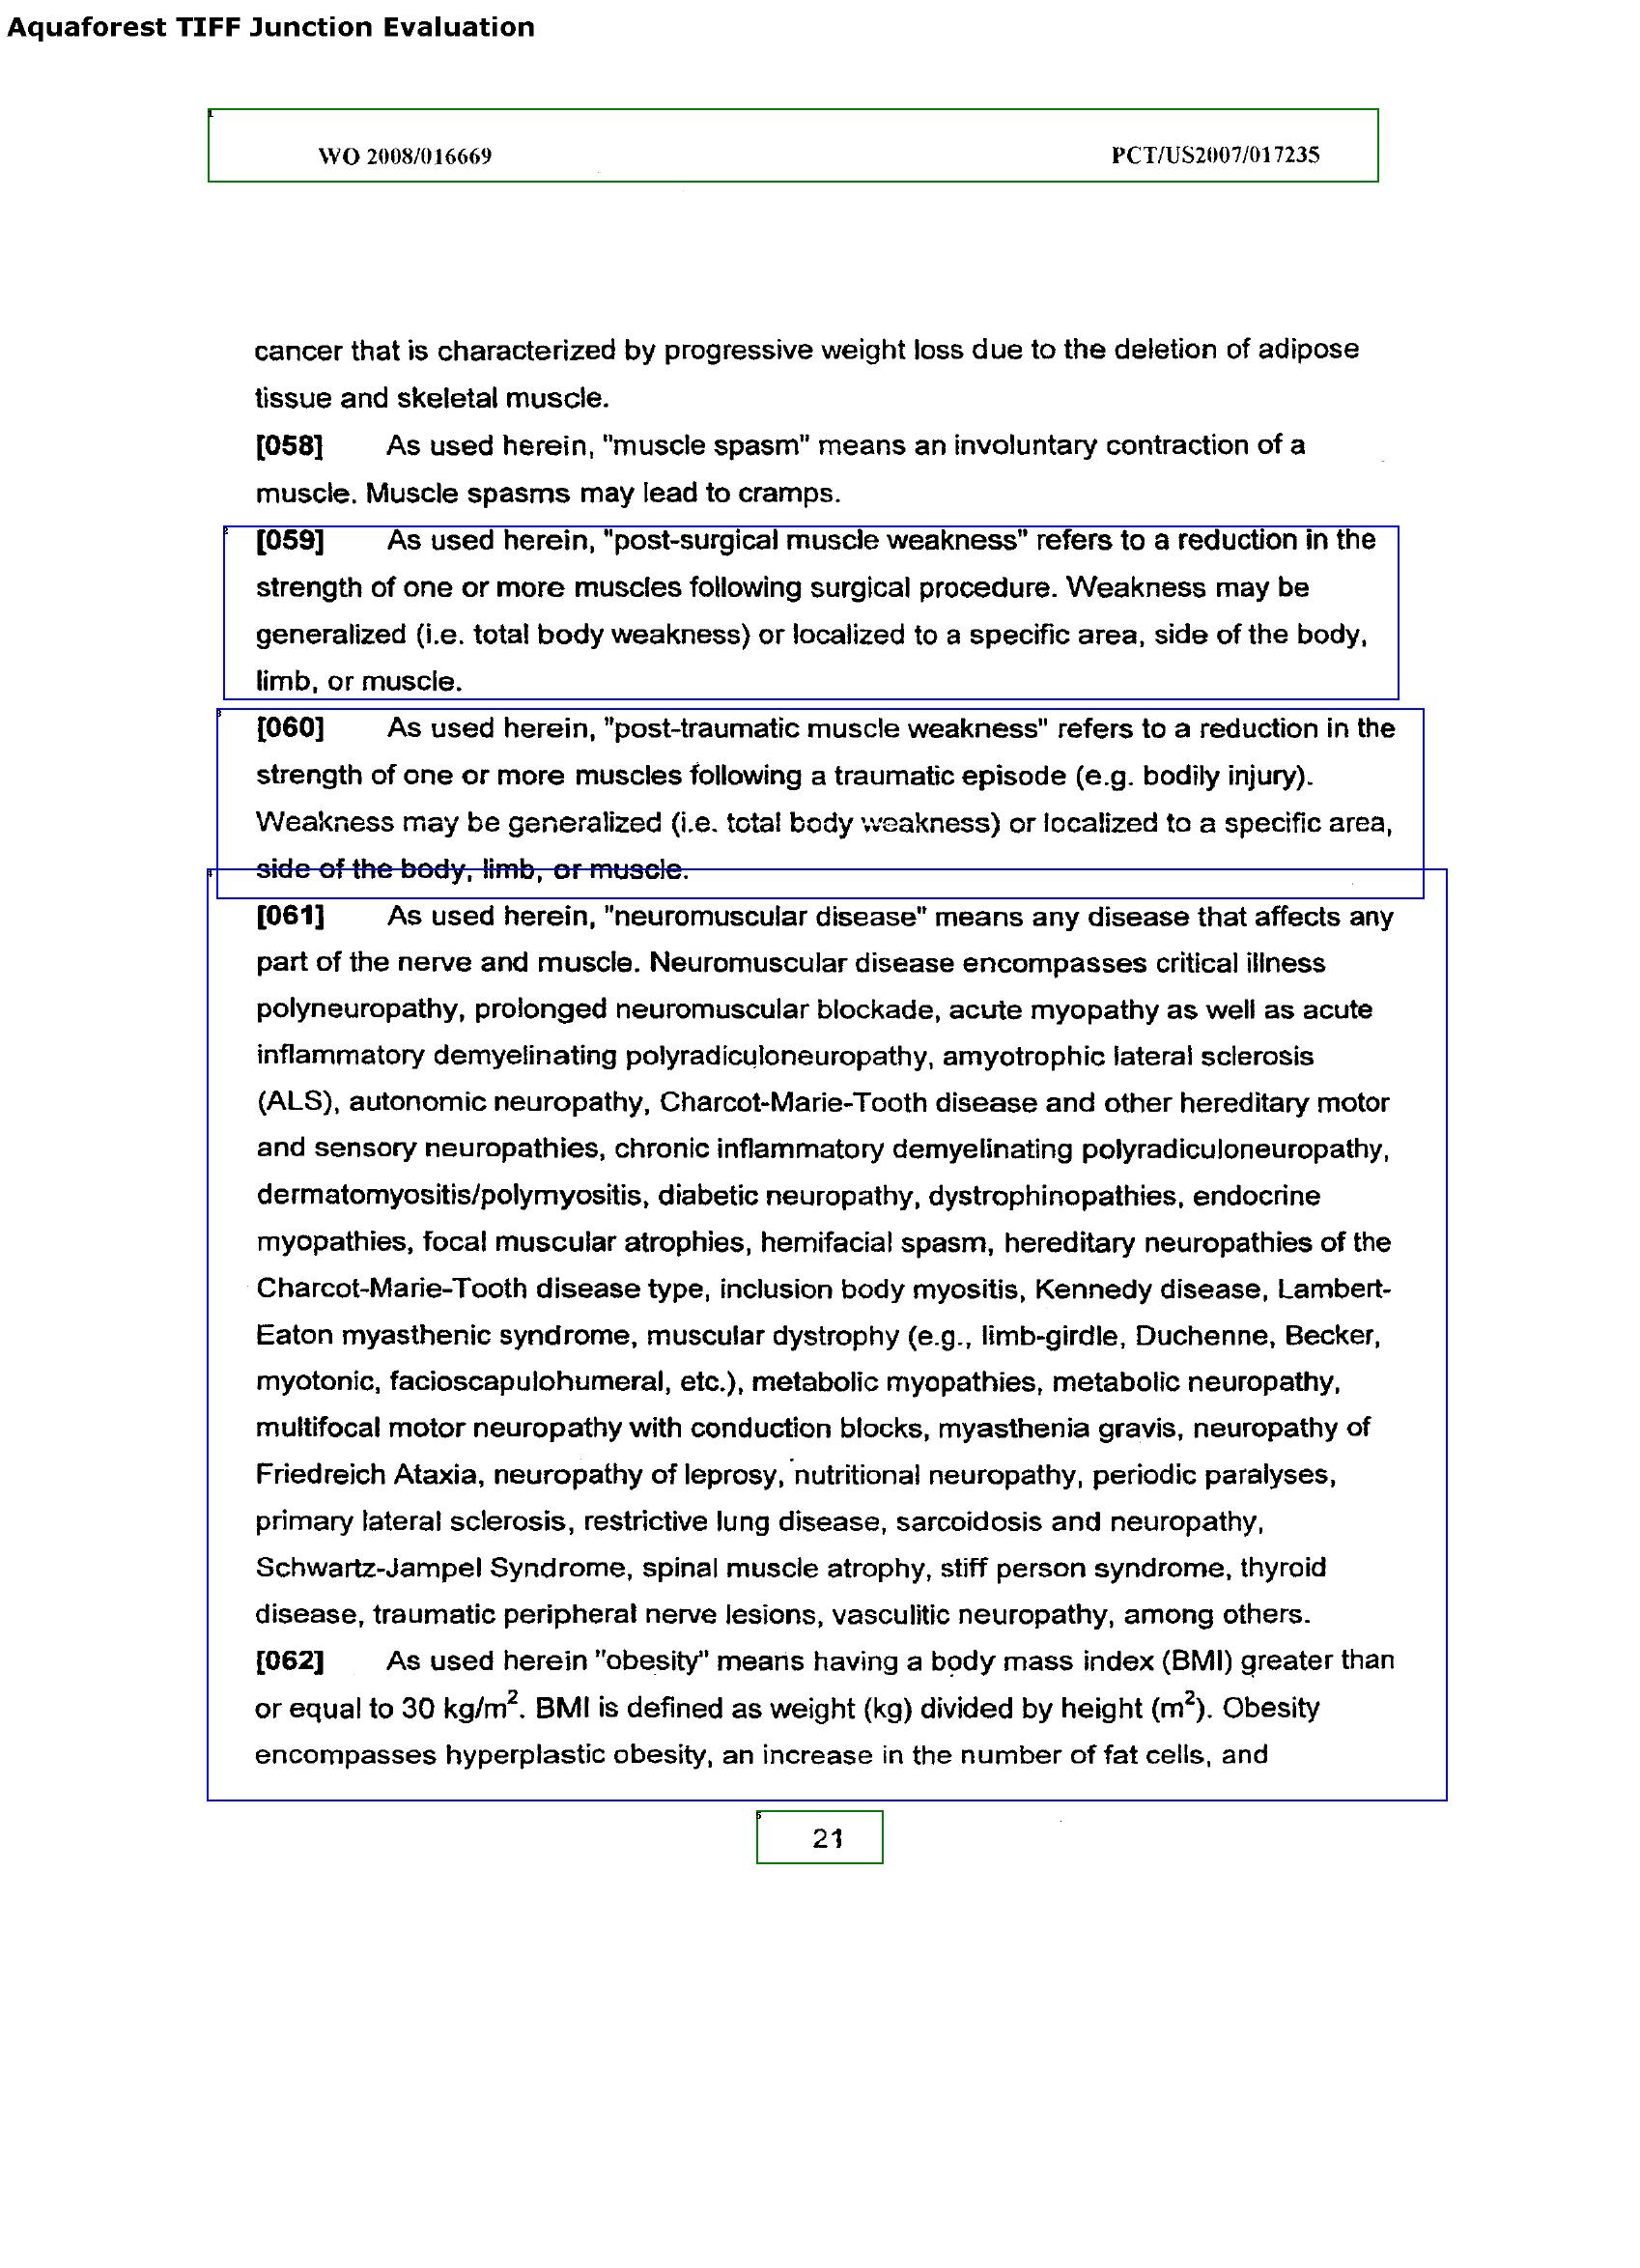 Aquaforest TIFF Junction Evaluation
1
WO 2008/016669 PCT/US2007/017235
cancer that is characterized by progressive weight loss due to the deletion of adipose
tissue and skeletal muscle.
[058] As used herein, "muscle spasm" means an involuntary contraction of a
muscle. Muscle spasms may lead to cramps.
2
[059] As used herein, "post-surgical muscle weakness" refers to a reduction in the
strength of one or more muscles following surgical procedure. Weakness may be
generalized (i.e. total body weakness) or localized to a specific area, side of the body,
limb, or muscle.
3
[060] As used herein, "post-traumatic muscle weakness" refers to a reduction in the
strength of one or more muscles following a traumatic episode (e.g. bodily injury).
Weakness may be generalized (i.e. total body weakness) or localized to a specific area,
side of the body, limb, or muscle.
4
[061] As used herein, "neuromuscular disease" means any disease that affects any
part of the nerve and muscle. Neuromuscular disease encompasses critical illness
polyneuropathy, prolonged neuromuscular blockade, acute myopathy as well as acute
inflammatory demyelinating polyradiculoneuropathy, amyotrophic lateral sclerosis
(ALS), autonomic neuropathy, Charcot-Marie-Tooth disease and other hereditary motor
and sensory neuropathies, chronic inflammatory demyelinating polyradiculoneuropathy,
dermatomyositis/polymyositis, diabetic neuropathy, dystrophinopathies, endocrine
myopathies, focal muscular atrophies, hemifacial spasm, hereditary neuropathies of the
Charcot-Marie-Tooth disease type, inclusion body myositis, Kennedy disease, Lambert-
Eaton myasthenic syndrome, muscular dystrophy (e.g., limb-girdle, Duchenne, Becker,
myotonic, facioscapulohumeral, etc.), metabolic myopathies, metabolic neuropathy,
multifocal motor neuropathy with conduction blocks, myasthenia gravis, neuropathy of
Friedreich Ataxia, neuropathy of leprosy, nutritional neuropathy, periodic paralyses,
primary lateral sclerosis, restrictive lung disease, sarcoidosis and neuropathy,
Schwartz-Jampel Syndrome, spinal muscle atrophy, stiff person syndrome, thyroid
disease, traumatic peripheral nerve lesions, vasculitic neuropathy, among others.
[062] As used herein "obesity" means having a body mass index (BMI) greater than
or equal to 30 kg/m². BMI is defined as weight (kg) divided by height (m²). Obesity
encompasses hyperplastic obesity, an increase in the number of fat cells, and
5
21